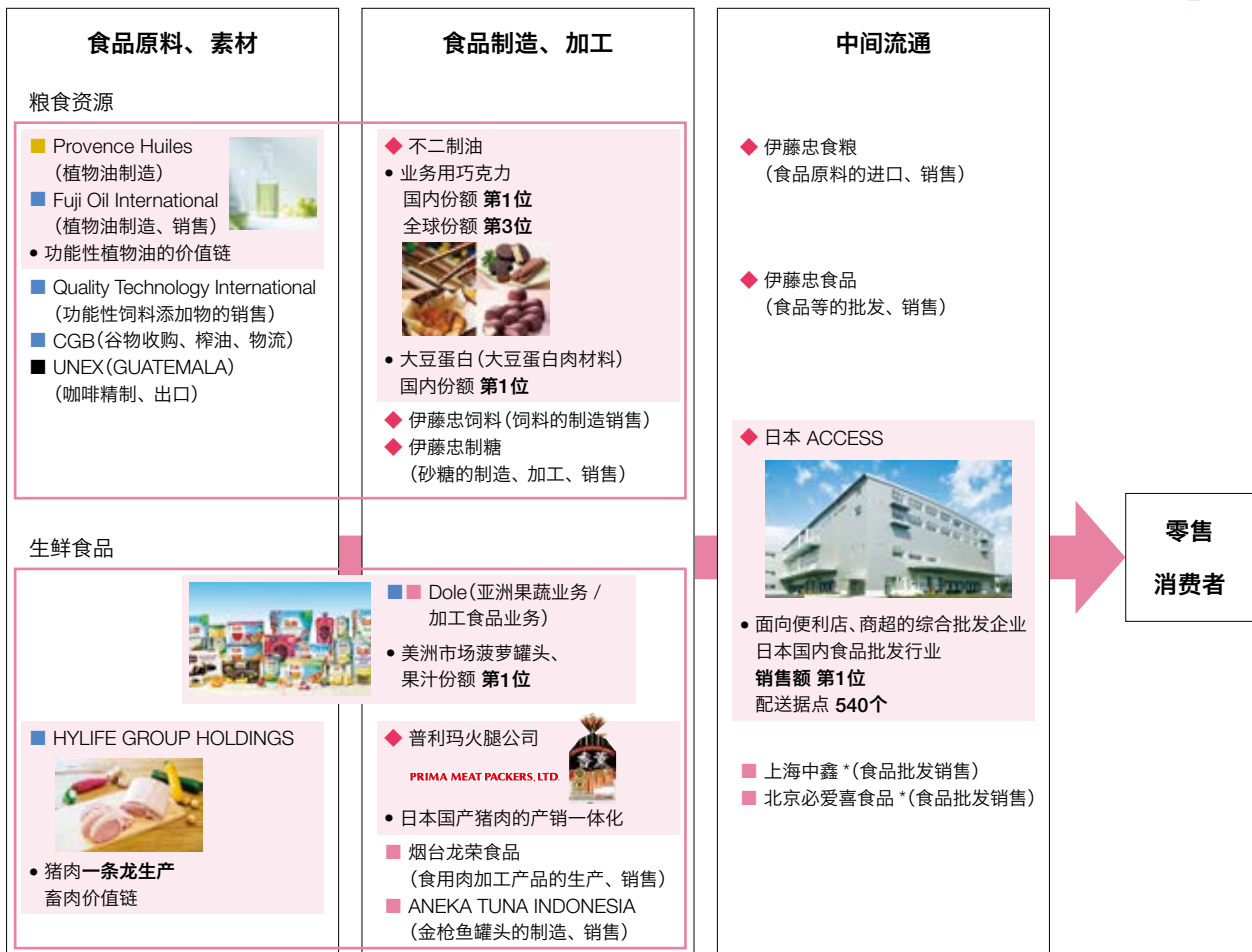 食品原料、素材
粮食资源
■ Provence Huiles
(植物油制造)
■ Fuji Oil International
(植物油制造、销售)
• 功能性植物油的价值链
■ Quality Technology International
(功能性饲料添加物的销售)
■ CGB(谷物收购、榨油、物流)
■ UNEX(GUATEMALA)
(咖啡精制、出口)
食品制造、加工
◆ 不二制油
• 业务用巧克力
国内份额 第1位
全球份额 第3位
• 大豆蛋白(大豆蛋白肉材料)
国内份额 第1位
◆ 伊藤忠饲料(饲料的制造销售)
◆ 伊藤忠制糖
(砂糖的制造、加工、销售)
生鲜食品
■■ Dole(亚洲果蔬业务 /
加工食品业务)
• 美洲市场菠萝罐头、
果汁份额 第1位
■ HYLIFE GROUP HOLDINGS
• 猪肉一条龙生产
畜肉价值链
◆ 普利玛火腿公司
PRIMA MEAT PACKERS, LTD.
• 日本国产猪肉的产销一体化
■ 烟台龙荣食品
(食用肉加工产品的生产、销售)
■ ANEKA TUNA INDONESIA
(金枪鱼罐头的制造、销售)
中间流通
◆ 伊藤忠食粮
(食品原料的进口、销售)
◆ 伊藤忠食品
(食品等的批发、销售)
◆ 日本 ACCESS
• 面向便利店、商超的综合批发企业
日本国内食品批发行业
销售额 第1位
配送据点 540个
■ 上海中鑫 *(食品批发销售)
■ 北京必爱喜食品 *(食品批发销售)
零售
消费者